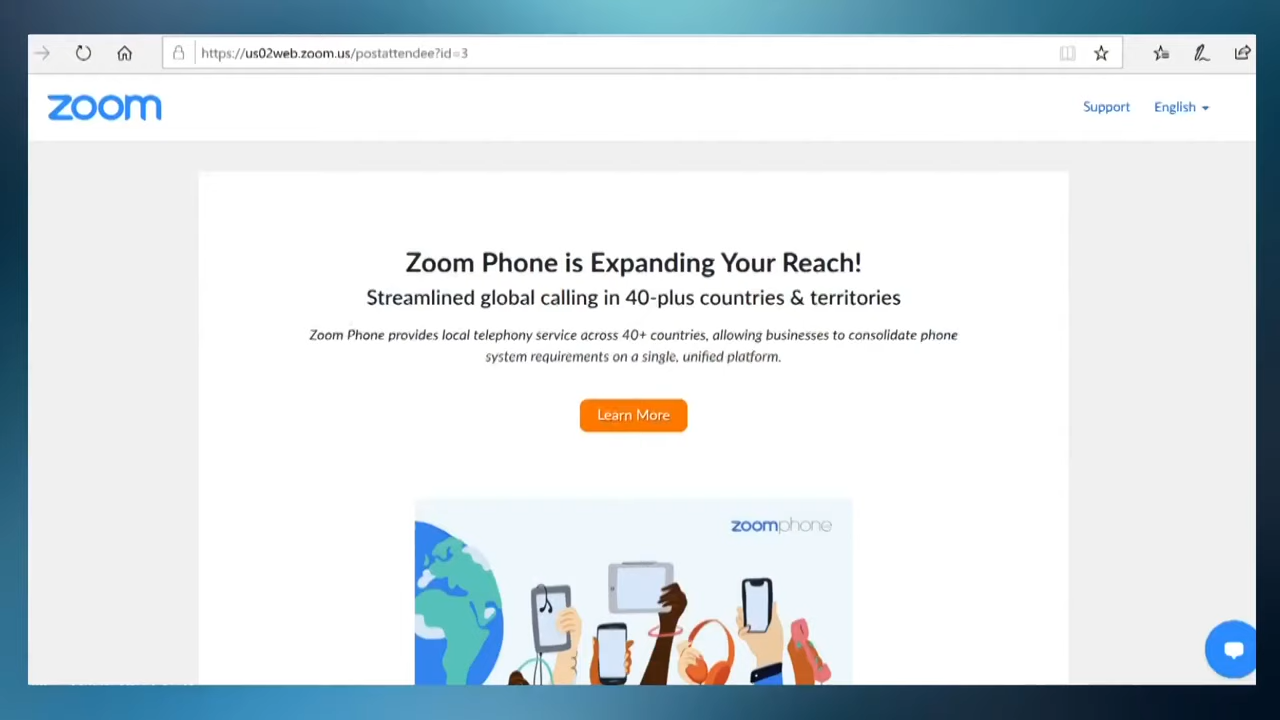 https://us02web.zoom.us/postattendee?id=3
zoom
Support English
Zoom Phone is Expanding Your Reach!
Streamlined global calling in 40-plus countries & territories
Zoom Phone provides local telephony service across 40+ countries, allowing businesses to consolidate phone
system requirements on a single, unified platform.
Learn More
zoomphone